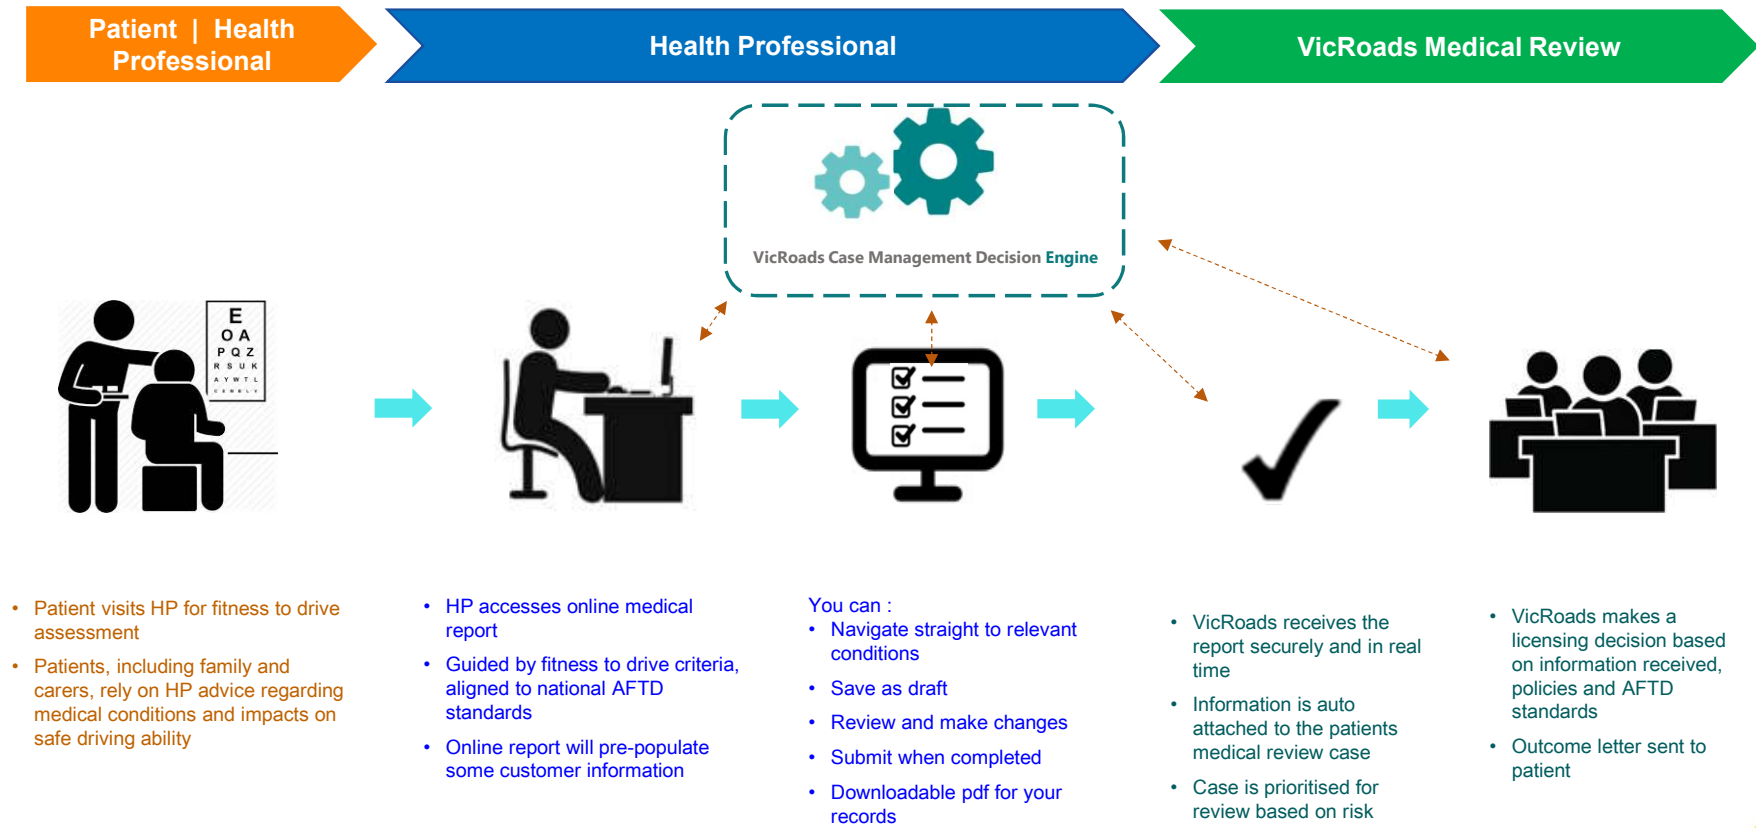 Patient | Health
Professional
Health Professional
VicRoads Medical Review
VicRoads Case Management Decision Engine
E
O A
P Q Z
R S U K
A Y W T L
• Patient visits HP for fitness to drive
assessment
• Patients, including family and
carers, rely on HP advice regarding
medical conditions and impacts on
safe driving ability
• HP accesses online medical
report
• Guided by fitness to drive criteria,
aligned to national AFTD
standards
• Online report will pre-populate
some customer information
You can :
• Navigate straight to relevant
conditions
• Save as draft
• Review and make changes
• Submit when completed
• Downloadable pdf for your
records
• VicRoads receives the
report securely and in real
time
• Information is auto
attached to the patients
medical review case
• Case is prioritised for
review based on risk
• VicRoads makes a
licensing decision based
on information received,
policies and AFTD
standards
• Outcome letter sent to
patient